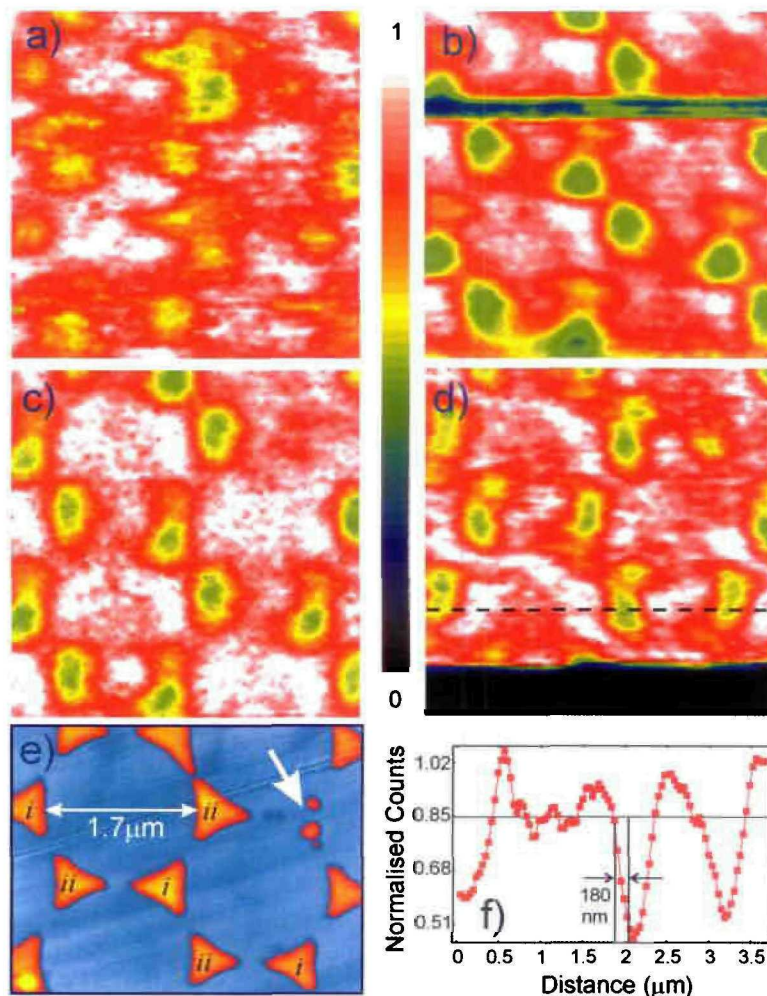 a)
1
b)
c)
d)
0
e)
i
ii
1.7μm
ii
i
ii
i
Normalised Counts
1.02
0.85
0.68
0.51
f)
180
nm
0 0.5 1 1.5 2 2.5 3 3.5
Distance (μm)